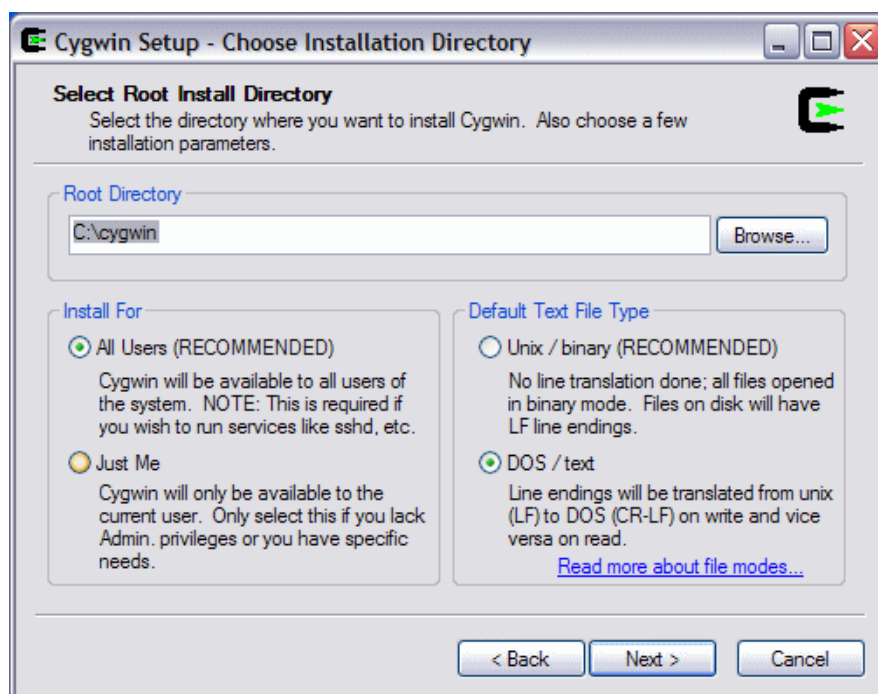 Cygwin Setup - Choose Installation Directory
Select Root Install Directory
Select the directory where you want to install Cygwin. Also choose a few
installation parameters.
Root Directory
C:\cygwin
Browse...
Install For
All Users (RECOMMENDED)
Cygwin will be available to all users of
the system. NOTE: This is required if
you wish to run services like sshd, etc.
Just Me
Cygwin will only be available to the
current user. Only select this if you lack
Admin. privileges or you have specific
needs.
Default Text File Type
Unix / binary (RECOMMENDED)
No line translation done; all files opened
in binary mode. Files on disk will have
LF line endings.
DOS / text
Line endings will be translated from unix
(LF) to DOS (CR-LF) on write and vice
versa on read.
Read more about file modes...
< Back
Next >
Cancel